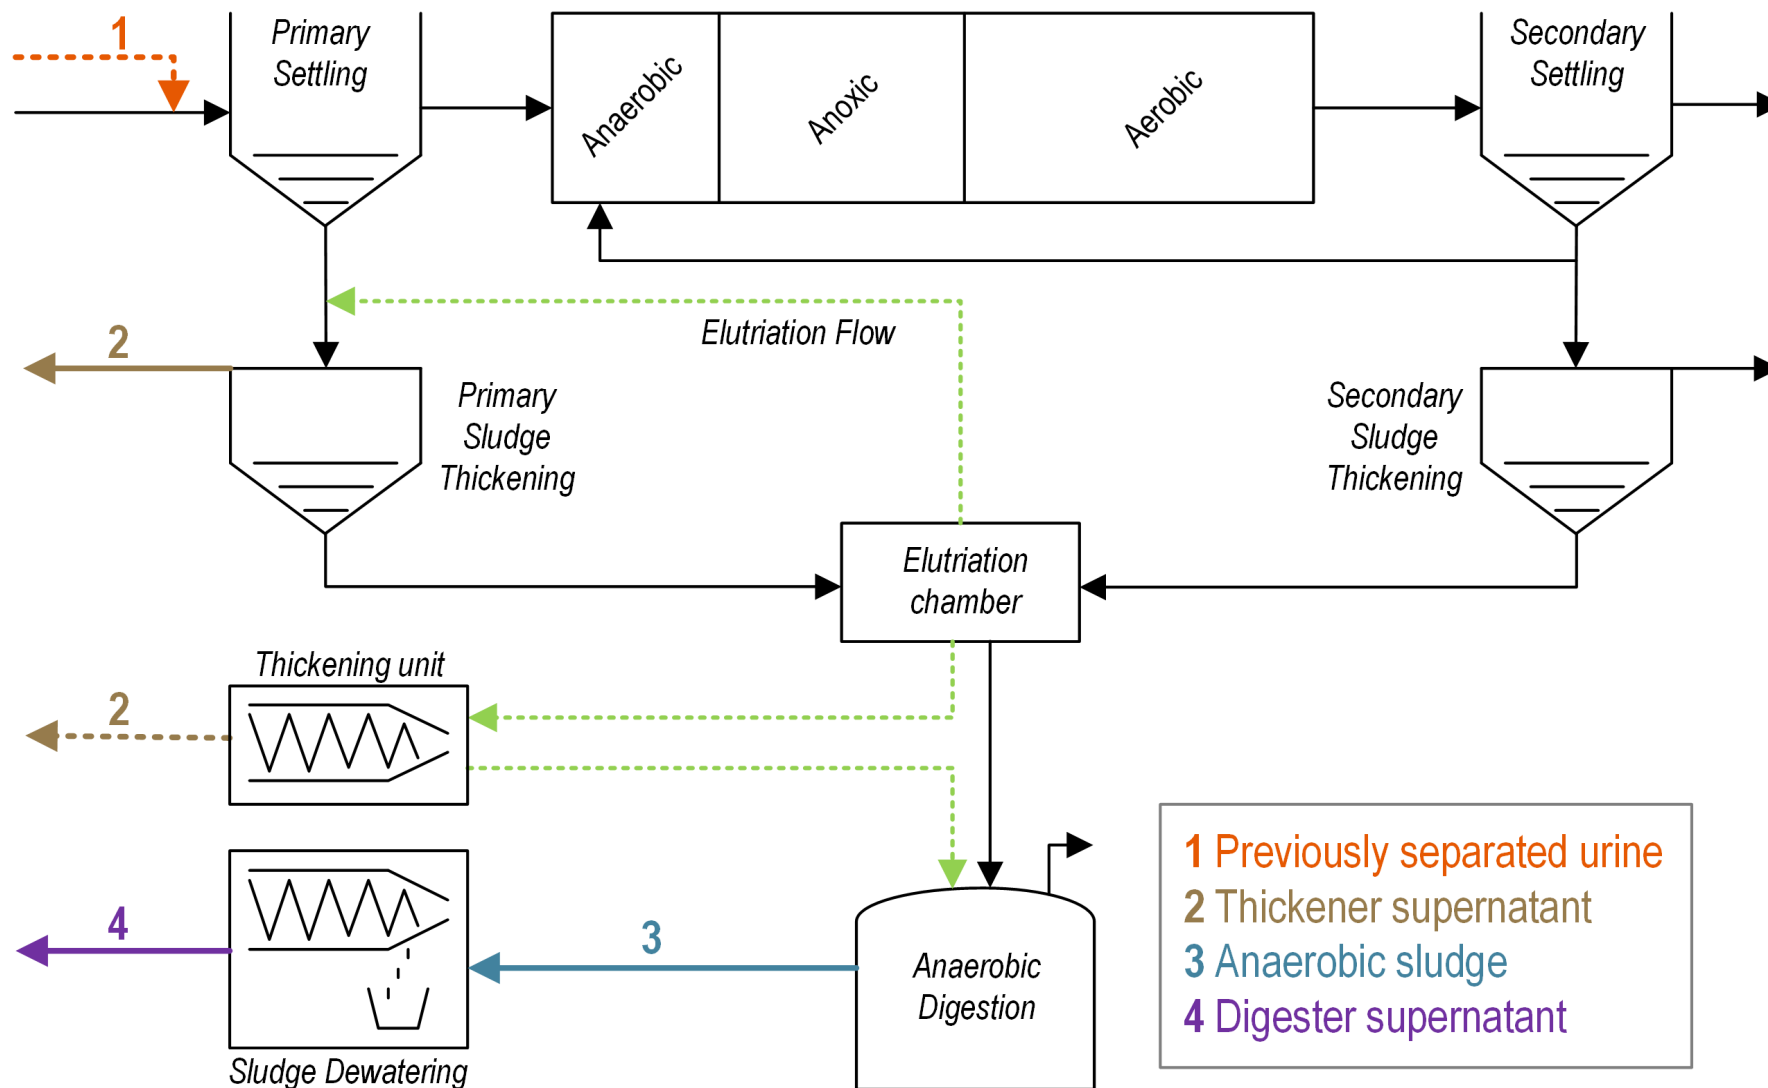 1
Primary
Settling
Anaerobic
Anoxic
Aerobic
Secondary
Settling
Elutriation Flow
2
Primary
Sludge
Thickening
Secondary
Sludge
Thickening
Elutriation
chamber
Thickening unit
2
4
3
Anaerobic
Digestion
Sludge Dewatering
1 Previously separated urine
2 Thickener supernatant
3 Anaerobic sludge
4 Digester supernatant